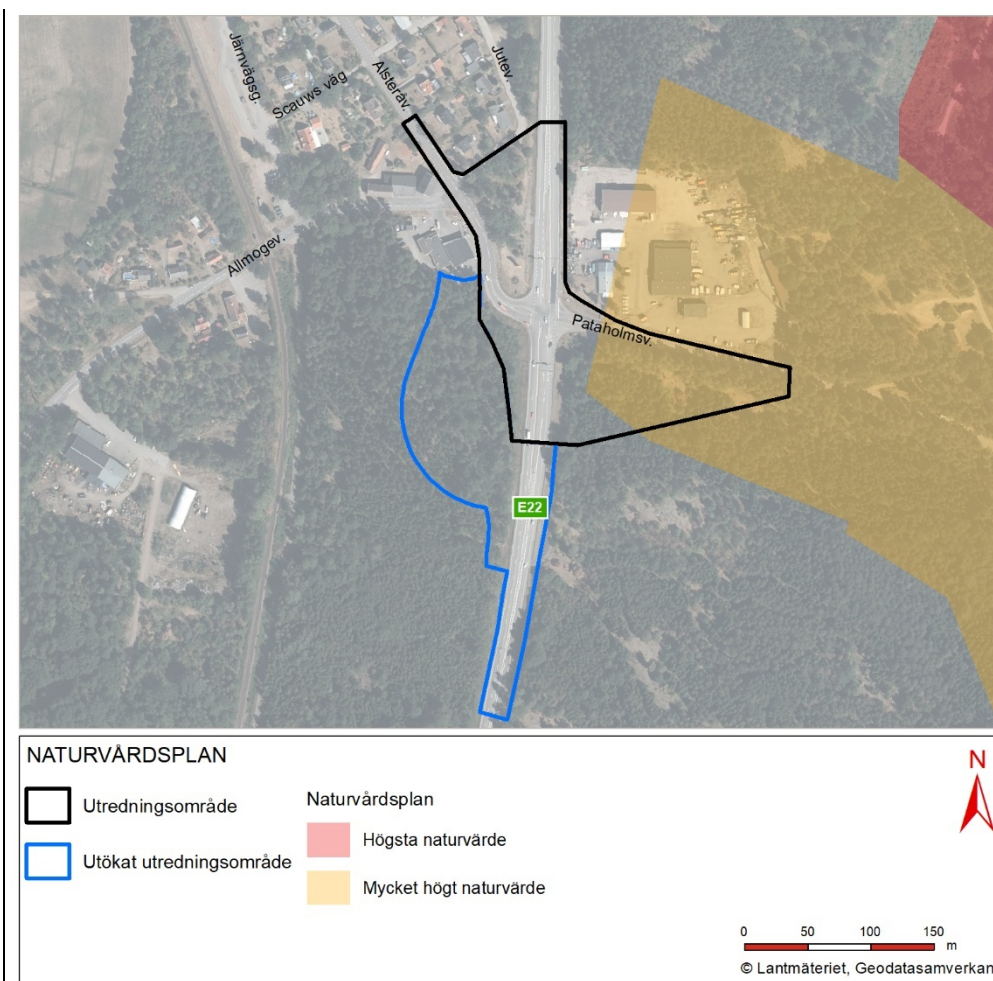 Järnvägsg.
Scauws väg
Alsteråv.
Jutev.
Allmogev.
Pataholmsv.
E22
NATURVÅRDSPLAN
Utredningsområde
Utökat utredningsområde
Naturvårdsplan
Högsta naturvärde
Mycket högt naturvärde
N
0 50 100 150
m
© Lantmäteriet, Geodatasamverkan